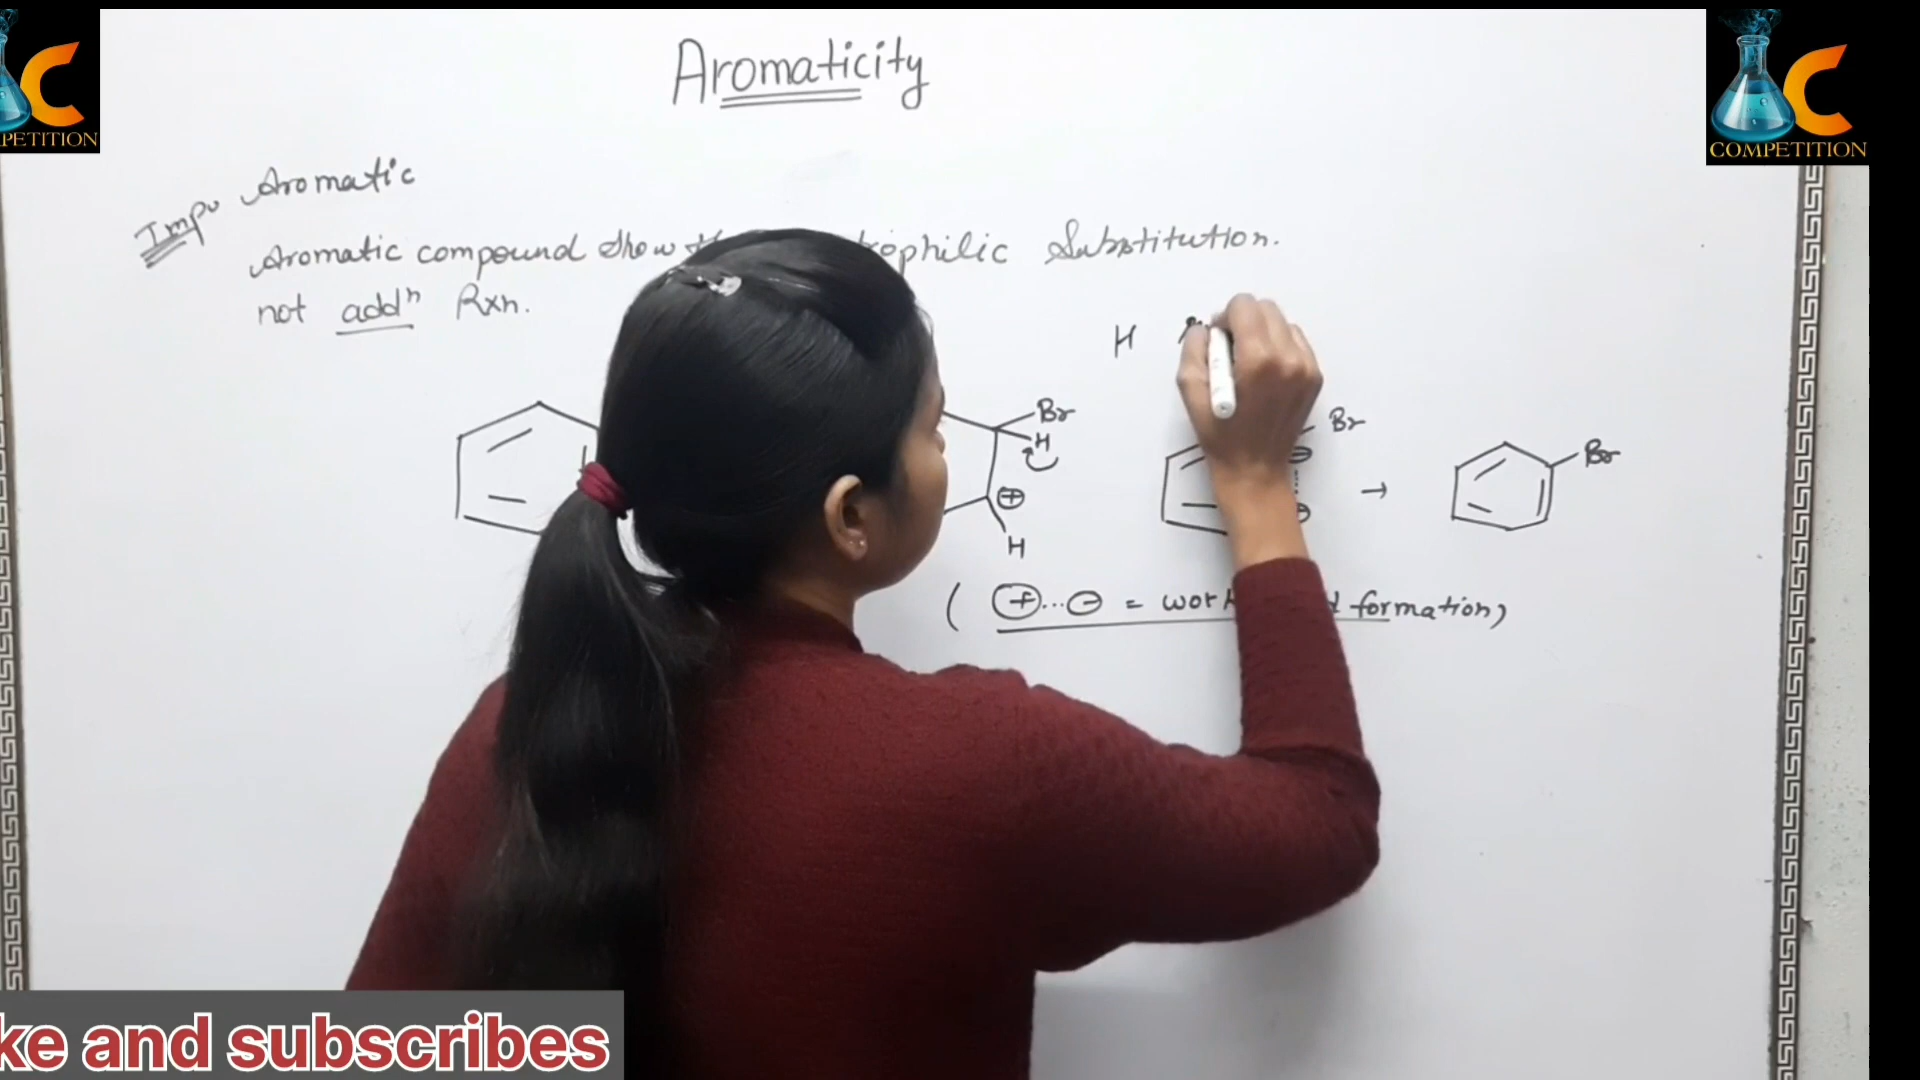 Aromaticity
COMPETITION
PETITION
Impo Aromatic
Aromatic compound show Substitution.
not addⁿ Rxn.
H
Br
H
⊕
H
Br
⊖
→
Br
( ⊕...⊖ = formation)
ke and subscribes